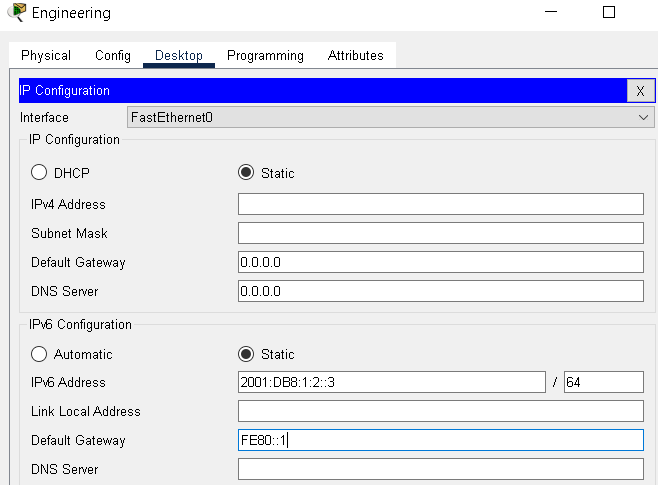 Engineering
Physical Config Desktop Programming Attributes
IP Configuration X
Interface FastEthernet0
IP Configuration
DHCP Static
IPv4 Address
Subnet Mask
Default Gateway 0.0.0.0
DNS Server 0.0.0.0
IPv6 Configuration
Automatic Static
IPv6 Address 2001:DB8:1:2::3 / 64
Link Local Address
Default Gateway FE80::1
DNS Server